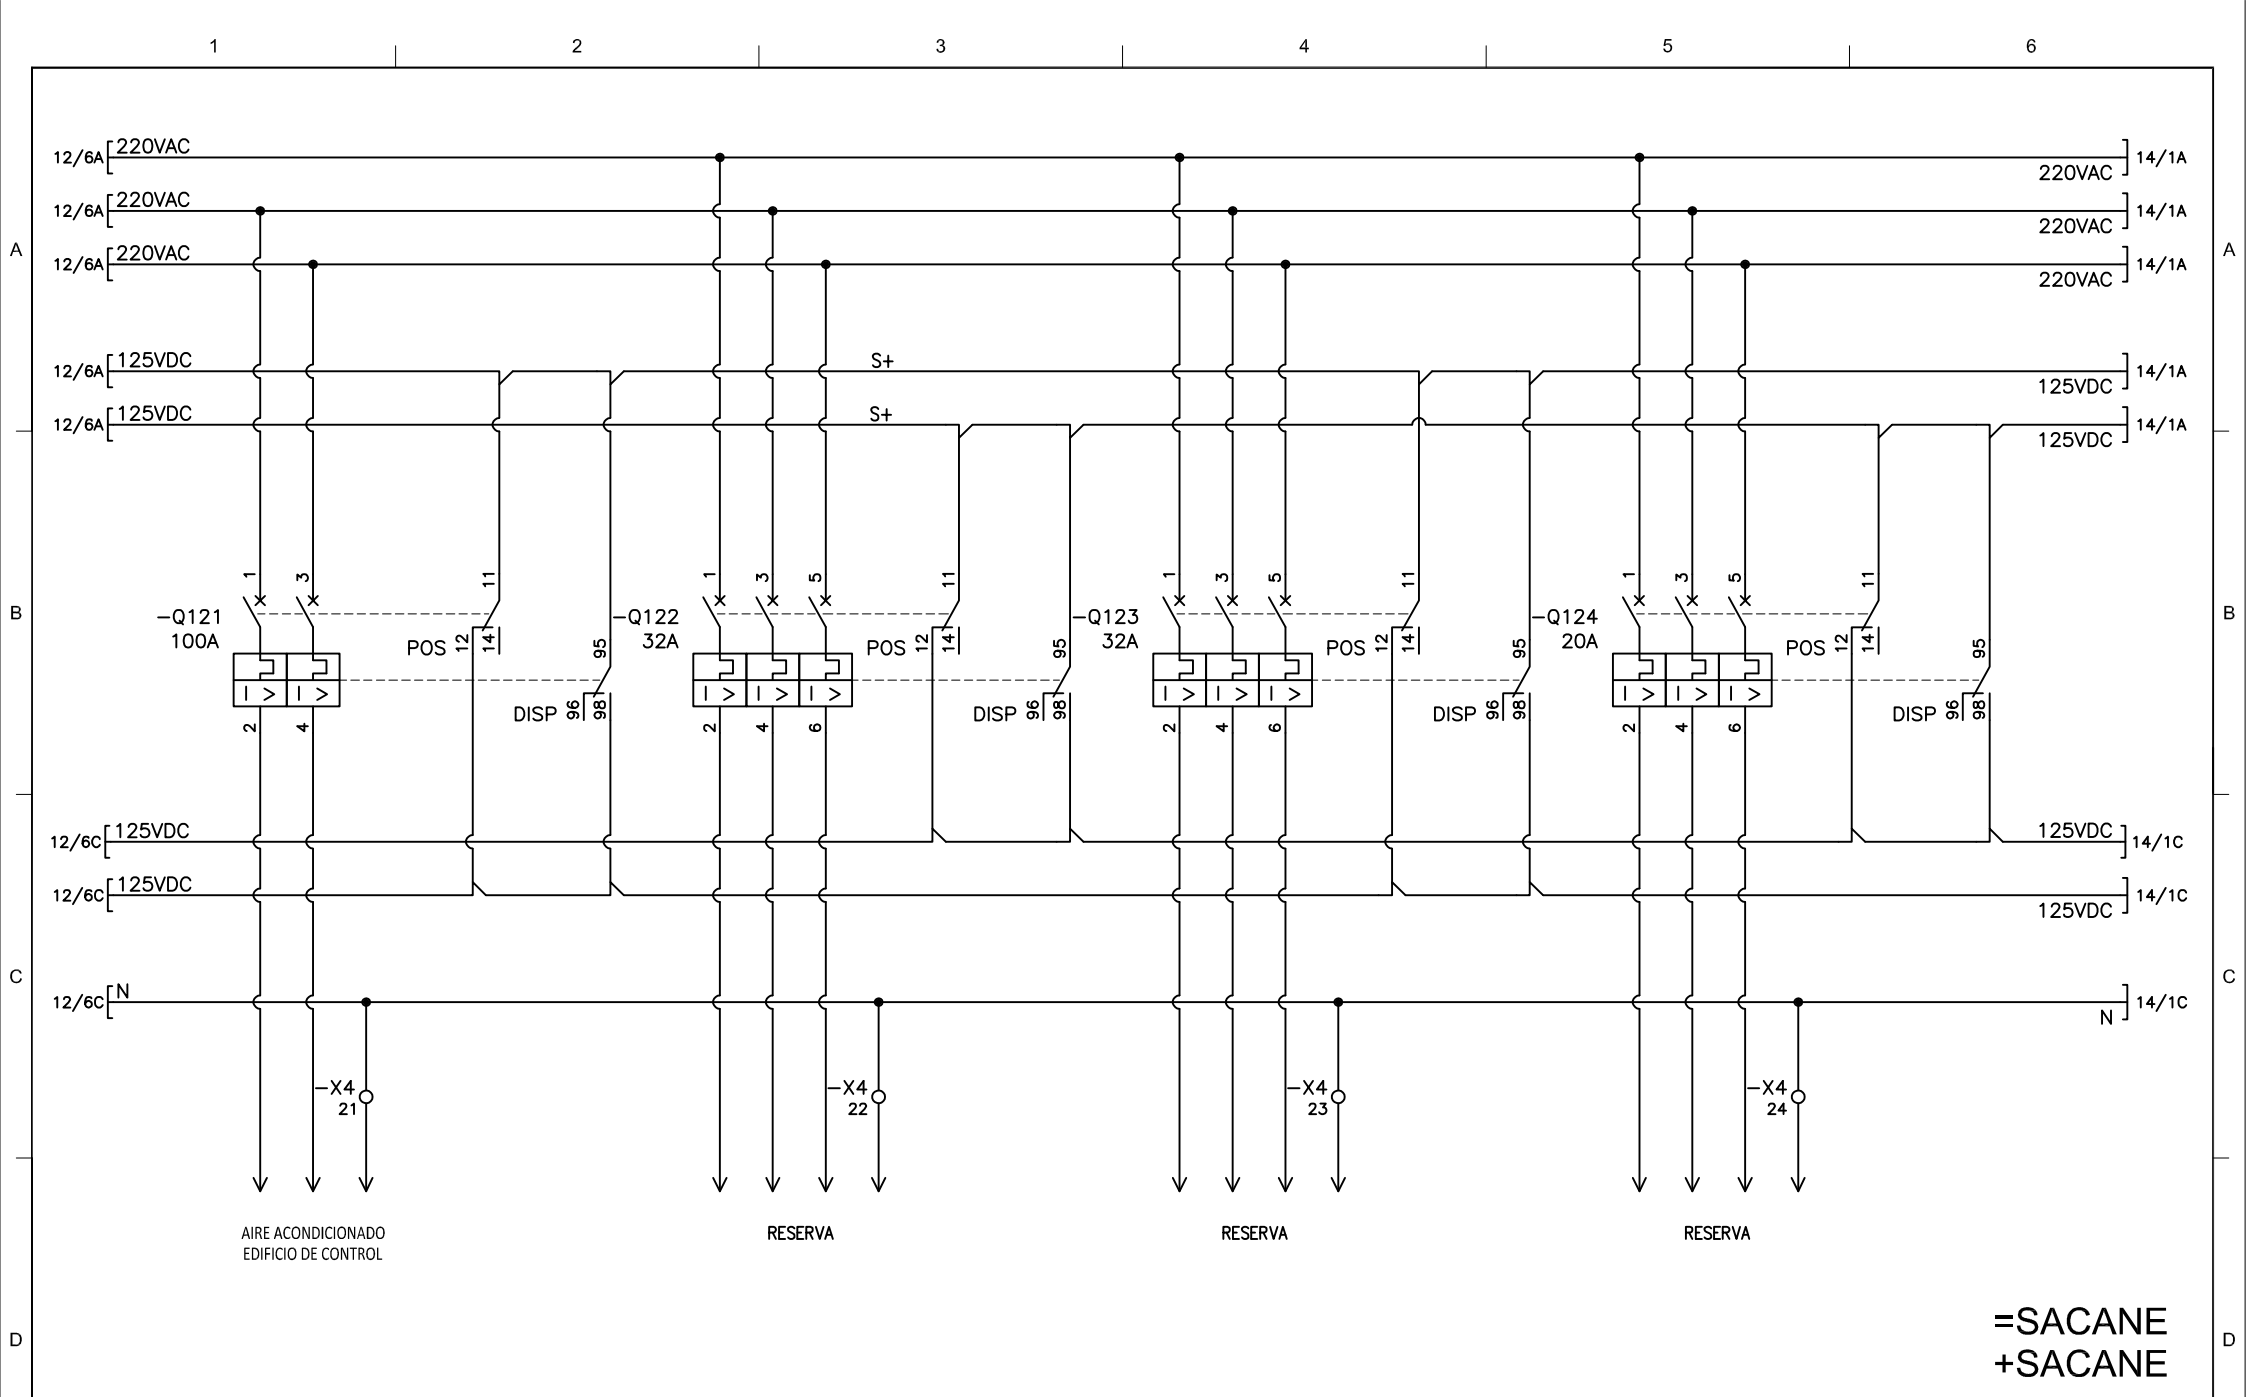 1 2 3 4 5 6
12/6A 220VAC 14/1A
220VAC
12/6A 220VAC 14/1A
220VAC
A 12/6A 220VAC 14/1A A
220VAC
12/6A 125VDC S+ 14/1A
125VDC
12/6A 125VDC S+ 14/1A
125VDC
1 3 11 1 3 5 11 1 3 5 11 1 3 5 11
B B
-Q121 -Q122 -Q123 -Q124
100A 32A 32A 20A
POS 12 14 95 POS 12 14 95 POS 12 14 95 POS 12 14 95
I > I > I > I > I > I > I > I > I > I > I >
DISP 96 98 DISP 96 98 DISP 96 98 DISP 96 98
2 4 2 4 6 2 4 6 2 4 6
12/6C 125VDC 125VDC 14/1C
12/6C 125VDC 14/1C
125VDC
C C
12/6C N 14/1C
N
-X4 -X4 -X4 -X4
21 22 23 24
AIRE ACONDICIONADO RESERVA RESERVA RESERVA
EDIFICIO DE CONTROL
=SACANE
D D
+SACANE